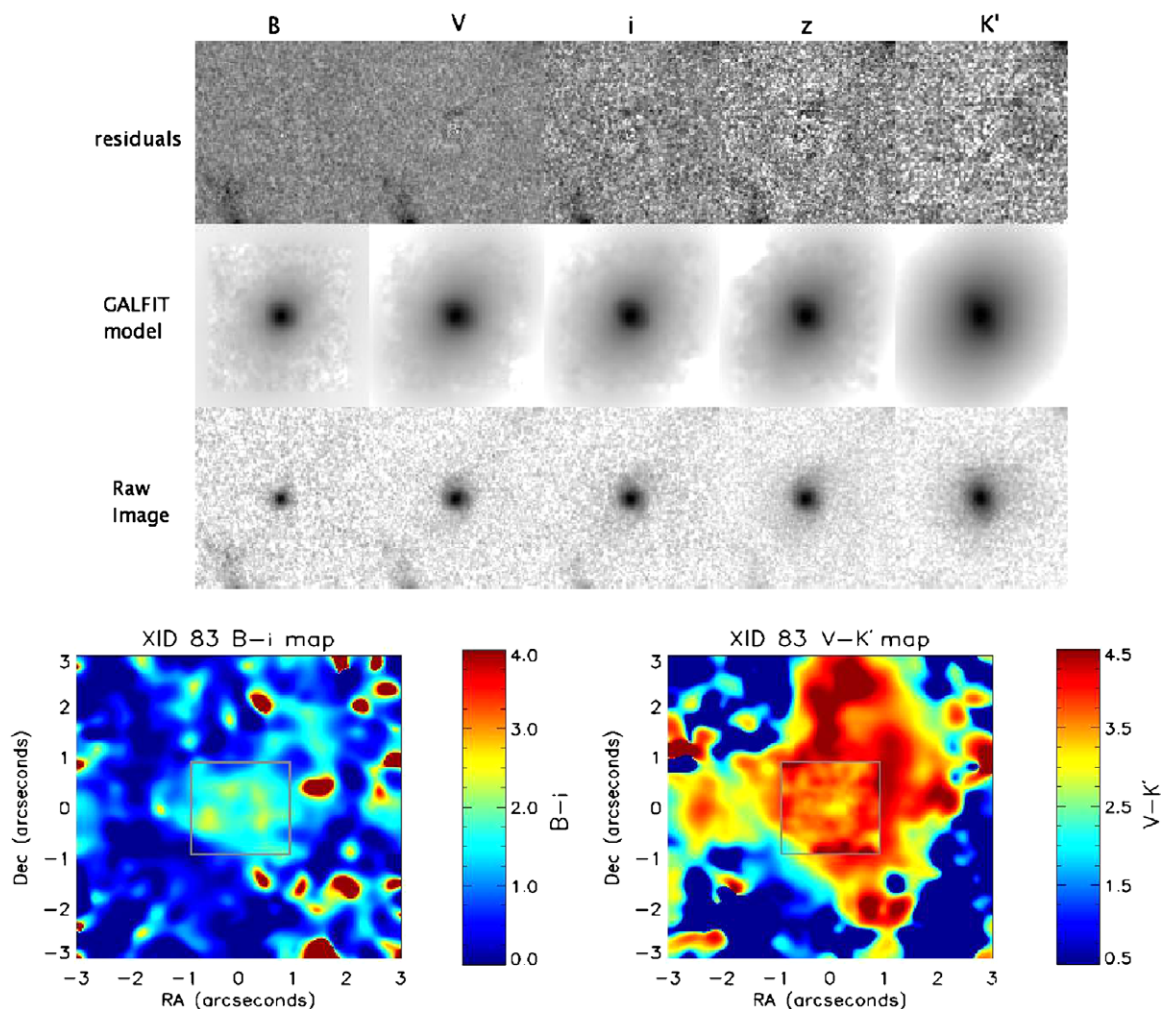 B V i z K'
residuals
GALFIT
model
Raw
Image
XID 83 B−i map
3
2
1
0
−1
−2
−3
Dec (arcseconds)
−3 −2 −1 0 1 2 3
RA (arcseconds)
4.0
3.0
2.0
1.0
0.0
B−i
XID 83 V−K' map
3
2
1
0
−1
−2
−3
Dec (arcseconds)
−3 −2 −1 0 1 2 3
RA (arcseconds)
4.5
3.5
2.5
1.5
0.5
V−K'